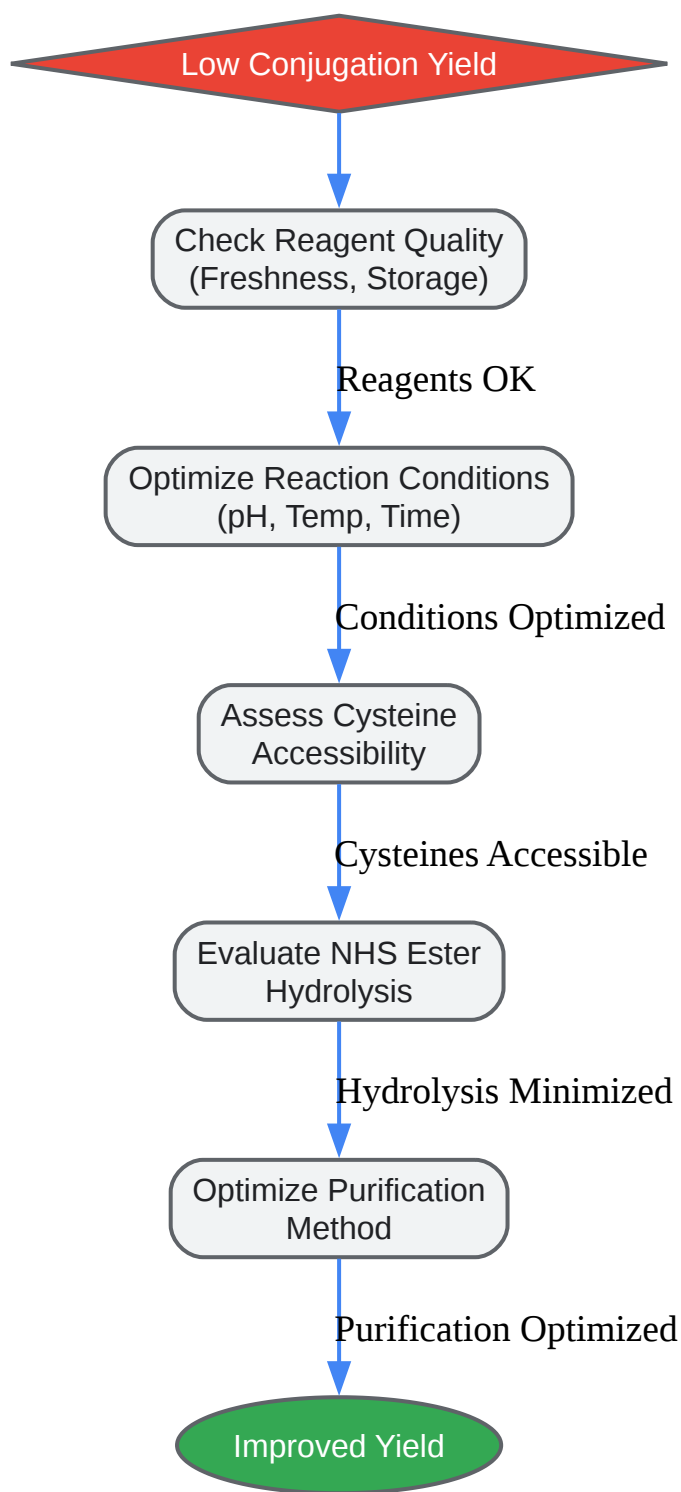 Low Conjugation Yield
Check Reagent Quality
(Freshness, Storage)
Reagents OK
Optimize Reaction Conditions
(pH, Temp, Time)
Conditions Optimized
Assess Cysteine
Accessibility
Cysteines Accessible
Evaluate NHS Ester
Hydrolysis
Hydrolysis Minimized
Optimize Purification
Method
Purification Optimized
Improved Yield